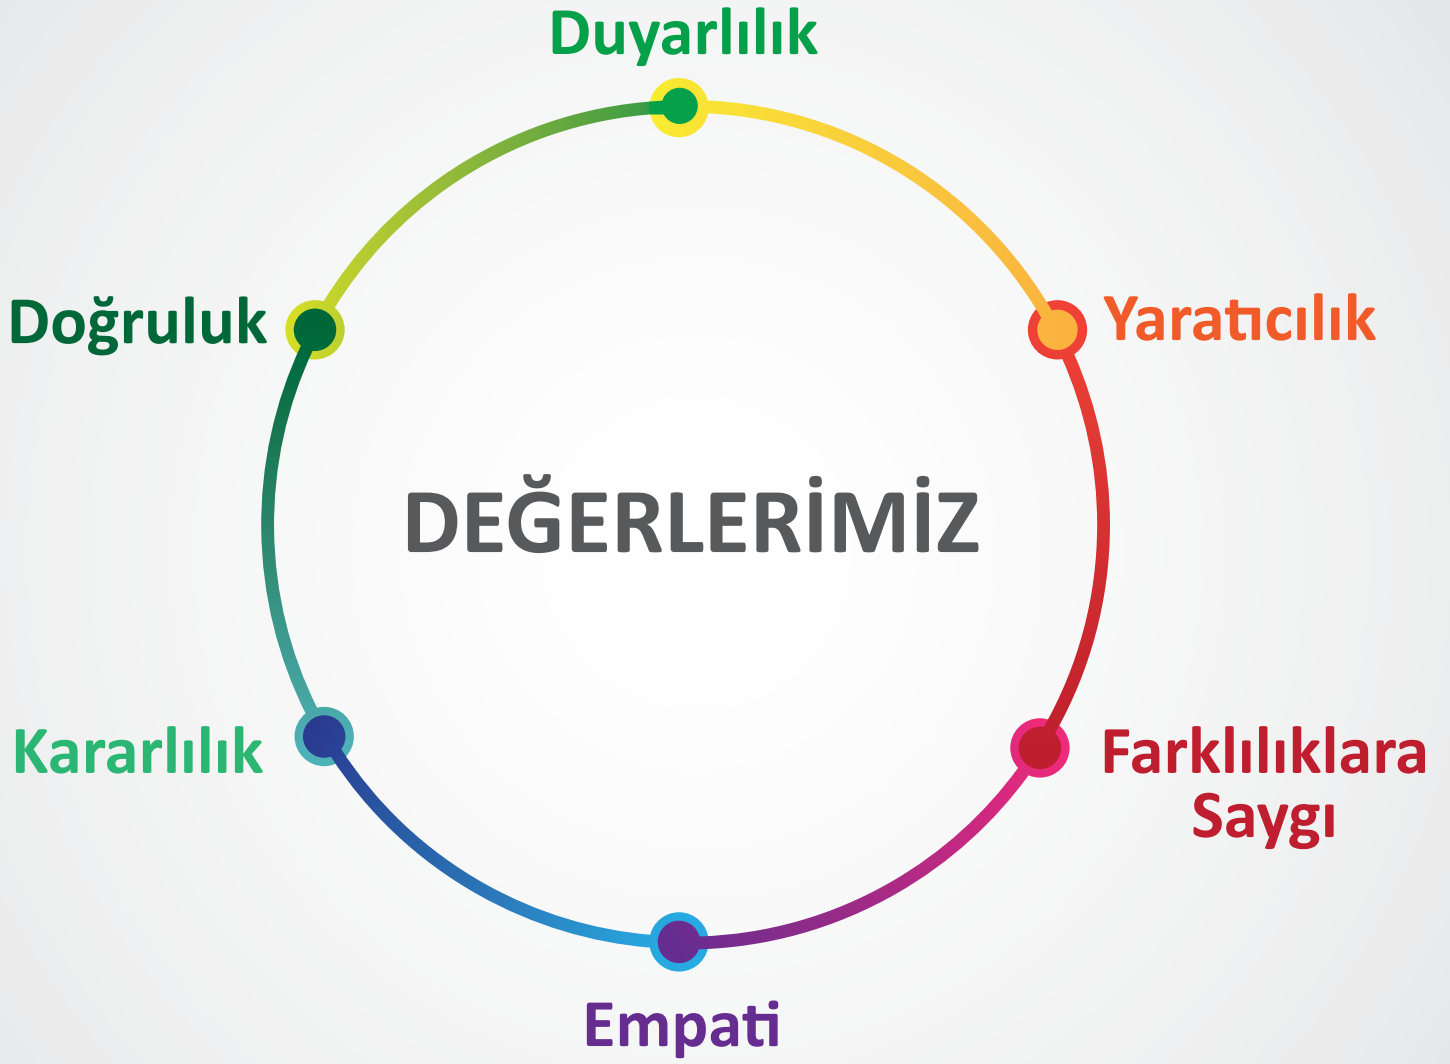 Duyarlılık
Doğruluk
Yaratıcılık
DEĞERLERİMİZ
Kararlılık
Farklılıklara
Saygı
Empati